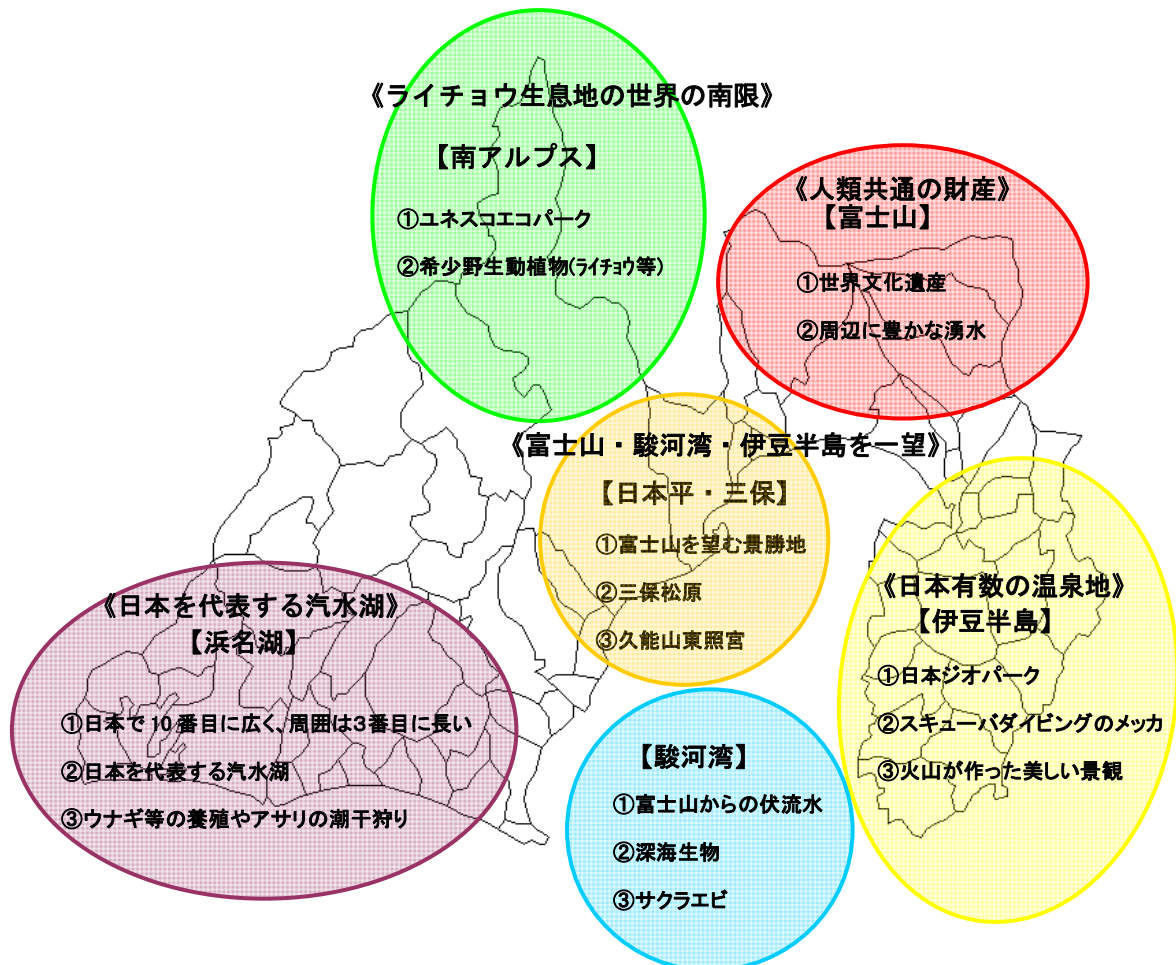 《ライチョウ生息地の世界の南限》
【南アルプス】
①ユネスコエコパーク
②希少野生動植物(ﾗｲﾁｮｳ等)
《人類共通の財産》
【富士山】
①世界文化遺産
②周辺に豊かな湧水
《富士山・駿河湾・伊豆半島を一望》
【日本平・三保】
①富士山を望む景勝地
②三保松原
③久能山東照宮
《日本を代表する汽水湖》
【浜名湖】
①日本で10番目に広く、周囲は3番目に長い
②日本を代表する汽水湖
③ウナギ等の養殖やアサリの潮干狩り
【駿河湾】
①富士山からの伏流水
②深海生物
③サクラエビ
《日本有数の温泉地》
【伊豆半島】
①日本ジオパーク
②スキューバダイビングのメッカ
③火山が作った美しい景観